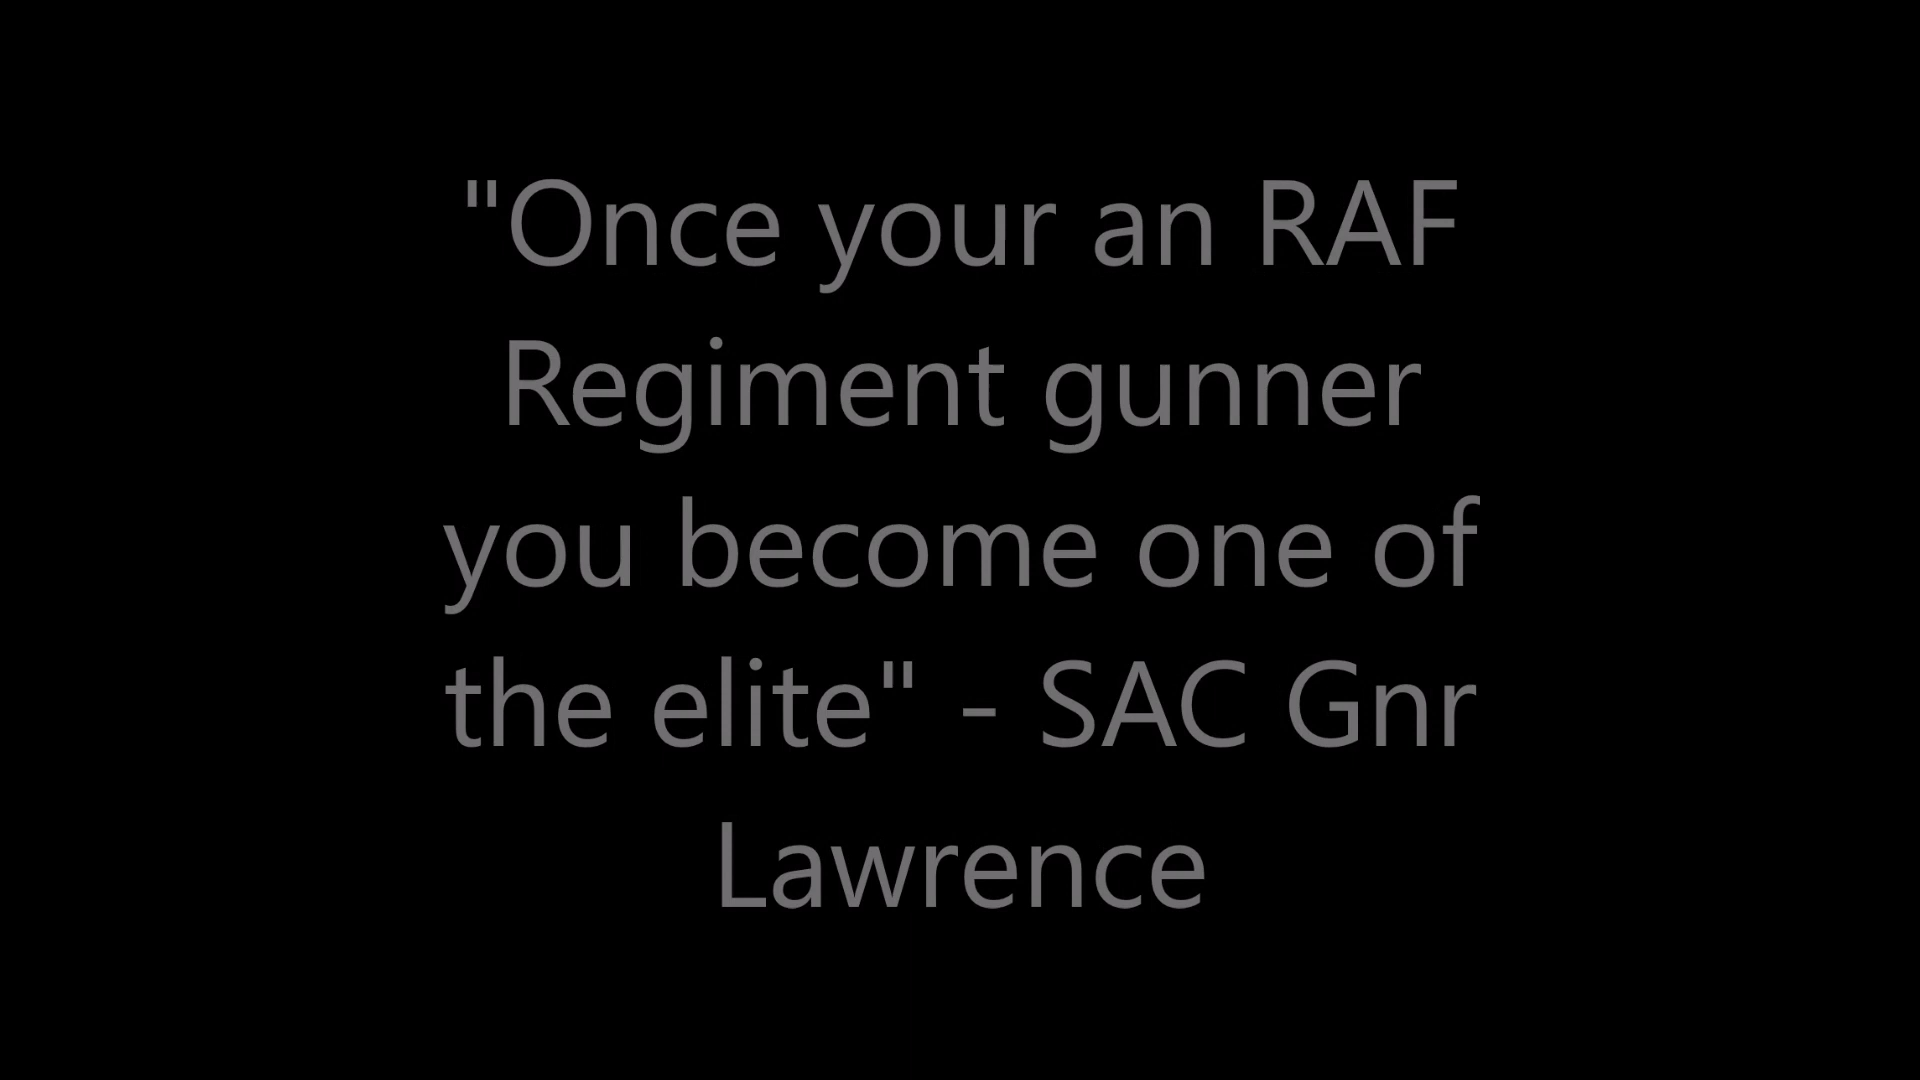 "Once your an RAF
Regiment gunner
you become one of
the elite" - SAC Gnr
Lawrence